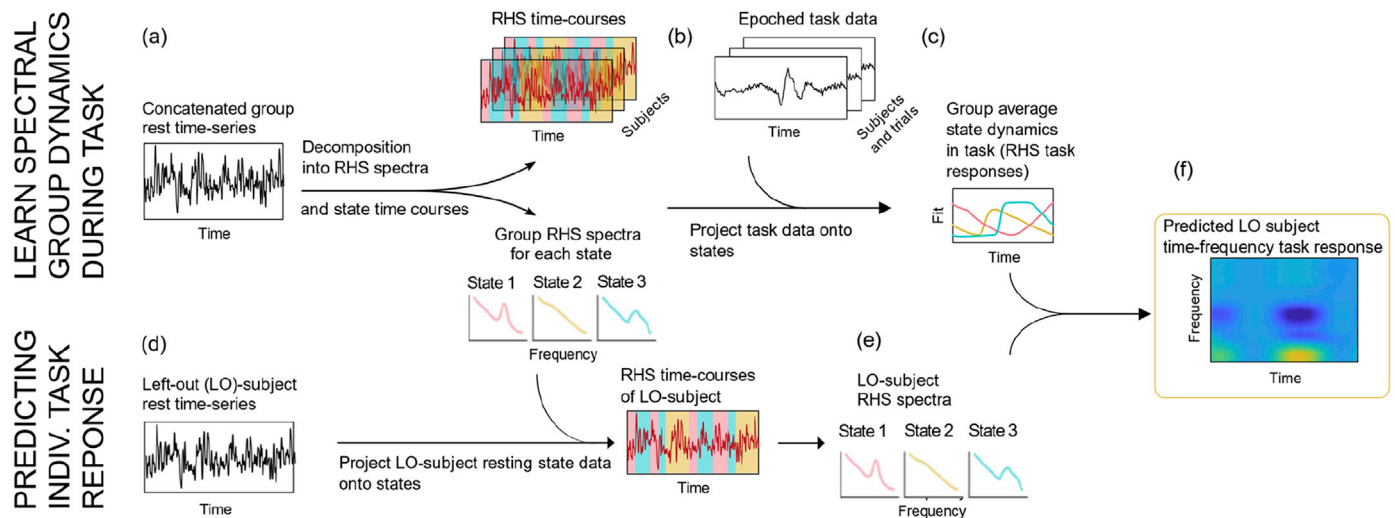 LEARN SPECTRAL
GROUP DYNAMICS
DURING TASK
(a)
Concatenated group
rest time-series
Time
Decomposition
into RHS spectra
and state time courses
RHS time-courses
Time
Subjects
Group RHS spectra
for each state
State 1
State 2
State 3
Frequency
(b)
Epoched task data
Time
Subjects
and trials
Project task data onto
states
(c)
Group average
state dynamics
in task (RHS task
responses)
Fit
Time
PREDICTING
INDIV. TASK
REPONSE
(d)
Left-out (LO)-subject
rest time-series
Time
Project LO-subject resting state data
onto states
RHS time-courses
of LO-subject
Time
(e)
LO-subject
RHS spectra
State 1
State 2
State 3
Frequency
(f)
Predicted LO subject
time-frequency task response
Frequency
Time